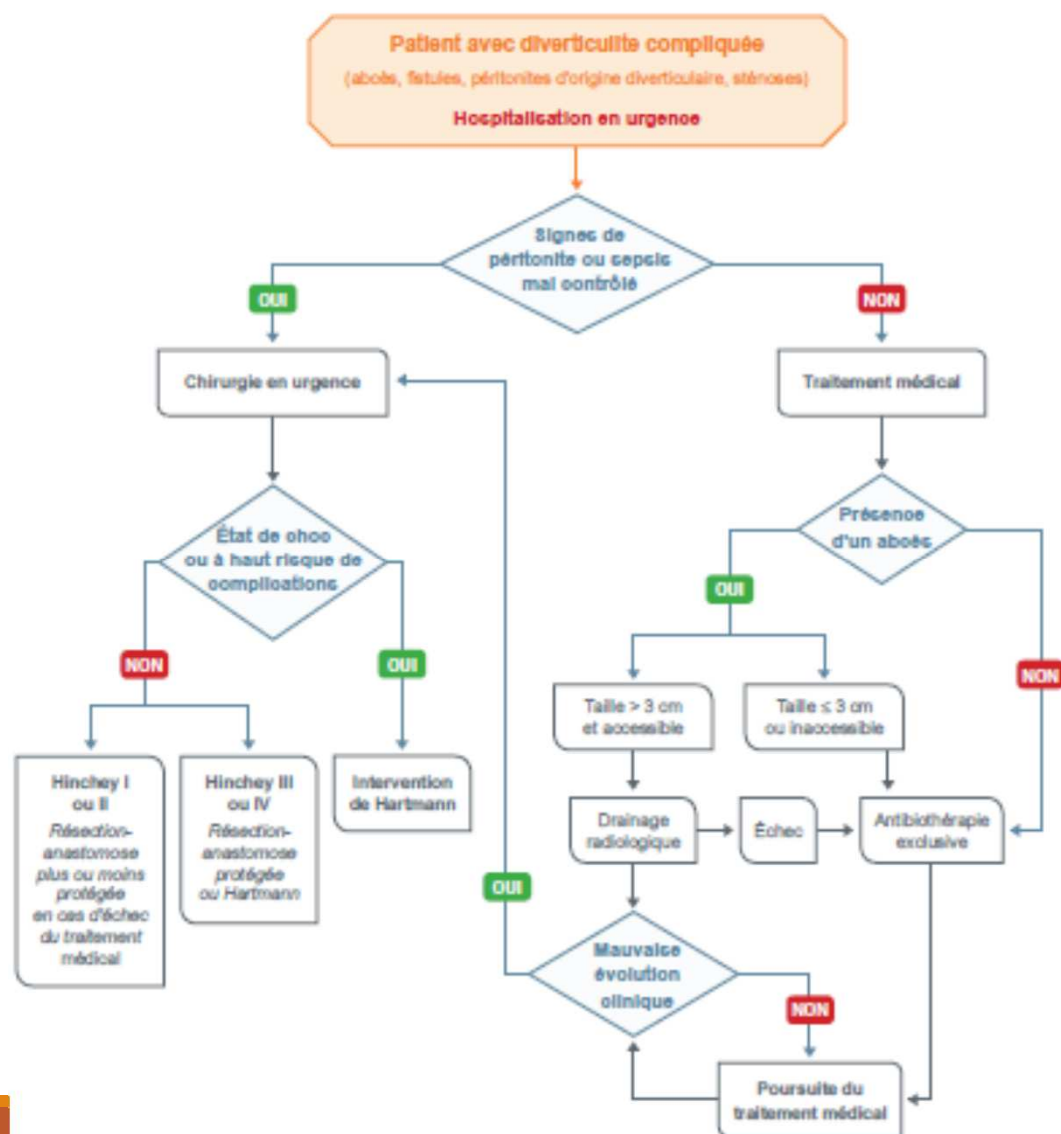 Patient avec diverticulite compliquée
(abcès, fistules, péritonites d'origine diverticulaire, sténoses)
Hospitalisation en urgence
Signes de
péritonite ou sepsis
mal contrôlé
OUI
NON
Chirurgie en urgence
Traitement médical
État de choc
ou à haut risque de
complications
Présence
d'un abcès
NON
OUI
OUI
NON
Hinchey I
ou II
Résection-
anastomose
plus ou moins
protégée
en cas d'échec
du traitement
médical
Hinchey III
ou IV
Résection-
anastomose
protégée
ou Hartmann
Intervention
de Hartmann
Taille > 3 cm
et accessible
Taille ≤ 3 cm
ou inaccessible
Drainage
radiologique
Échec
Antibiothérapie
exclusive
OUI
Mauvaise
évolution
clinique
NON
Poursuite du
traitement médical